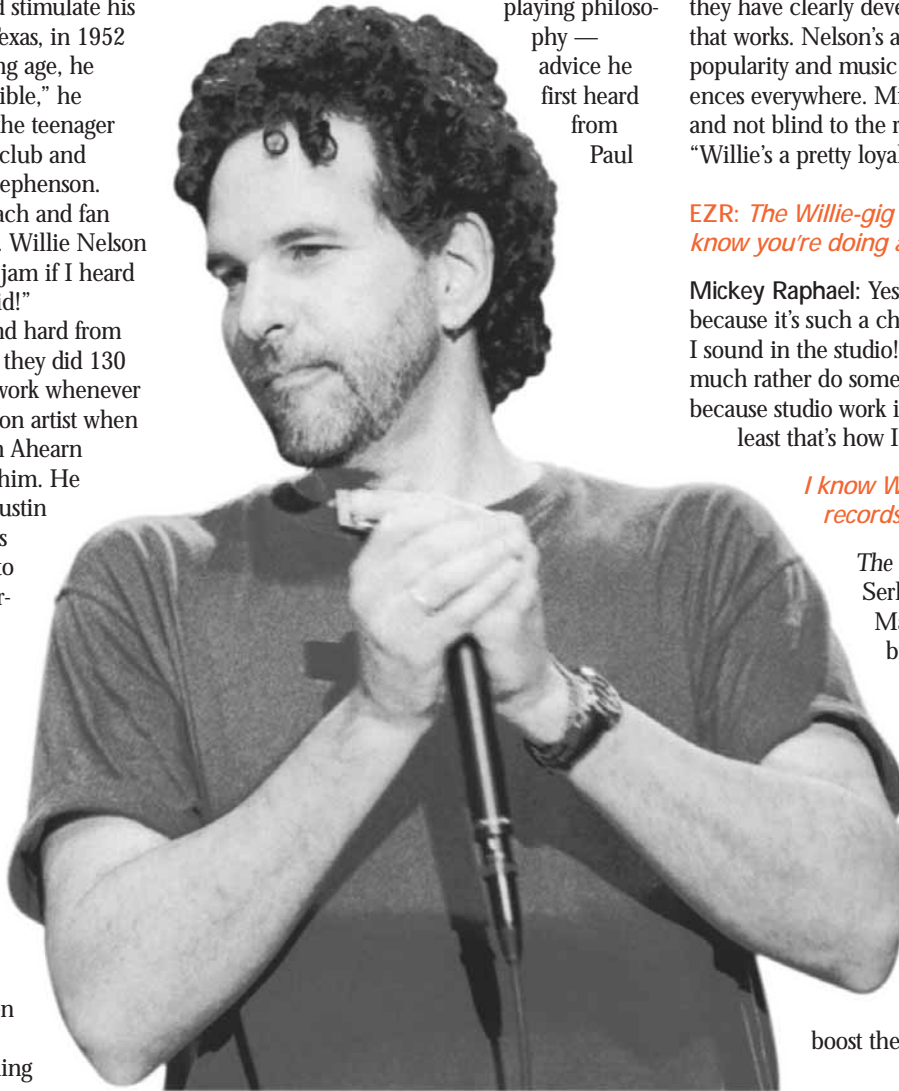 d stimulate his
exas, in 1952
ng age, he
ible,” he
he teenager
club and
ephenson.
ach and fan
. Willie Nelson
jam if I heard
id!”
nd hard from
they did 130
work whenever
on artist when
n Ahearn
him. He
ustin
s
to
r-
n
ing
playing philoso-
phy —
advice he
first heard
from
Paul
they have clearly deve
that works. Nelson’s a
popularity and music
ences everywhere. Mi
and not blind to the r
“Willie’s a pretty loyal
EZR: The Willie-gig
know you’re doing a
Mickey Raphael: Yes
because it’s such a ch
I sound in the studio!
much rather do some
because studio work i
least that’s how I
I know W
records
The
Serl
Ma
b
boost the